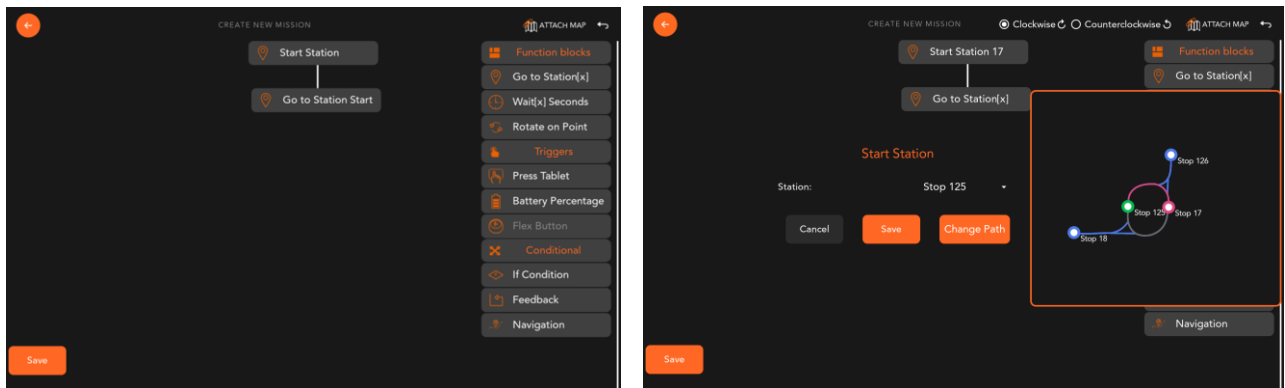 CREATE NEW MISSION
ATTACH MAP
Start Station
Go to Station Start
Function blocks
Go to Station[x]
Wait[x] Seconds
Rotate on Point
Triggers
Press Tablet
Battery Percentage
Flex Button
Conditional
If Condition
Feedback
Navigation
Save
CREATE NEW MISSION
Clockwise
Counterclockwise
ATTACH MAP
Start Station 17
Go to Station[x]
Function blocks
Go to Station[x]
Start Station
Station:
Stop 125
Cancel
Save
Change Path
Stop 126
Stop 125
Stop 17
Stop 18
Navigation
Save